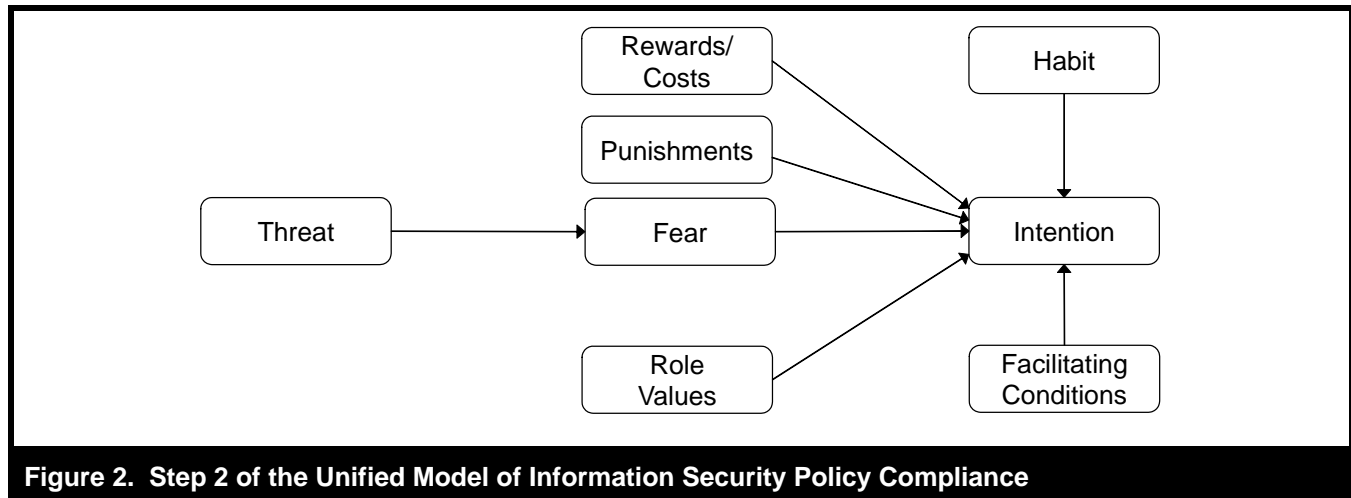 Rewards/
Costs
Habit
Punishments
Threat
Fear
Intention
Role
Values
Facilitating
Conditions
Figure 2. Step 2 of the Unified Model of Information Security Policy Compliance